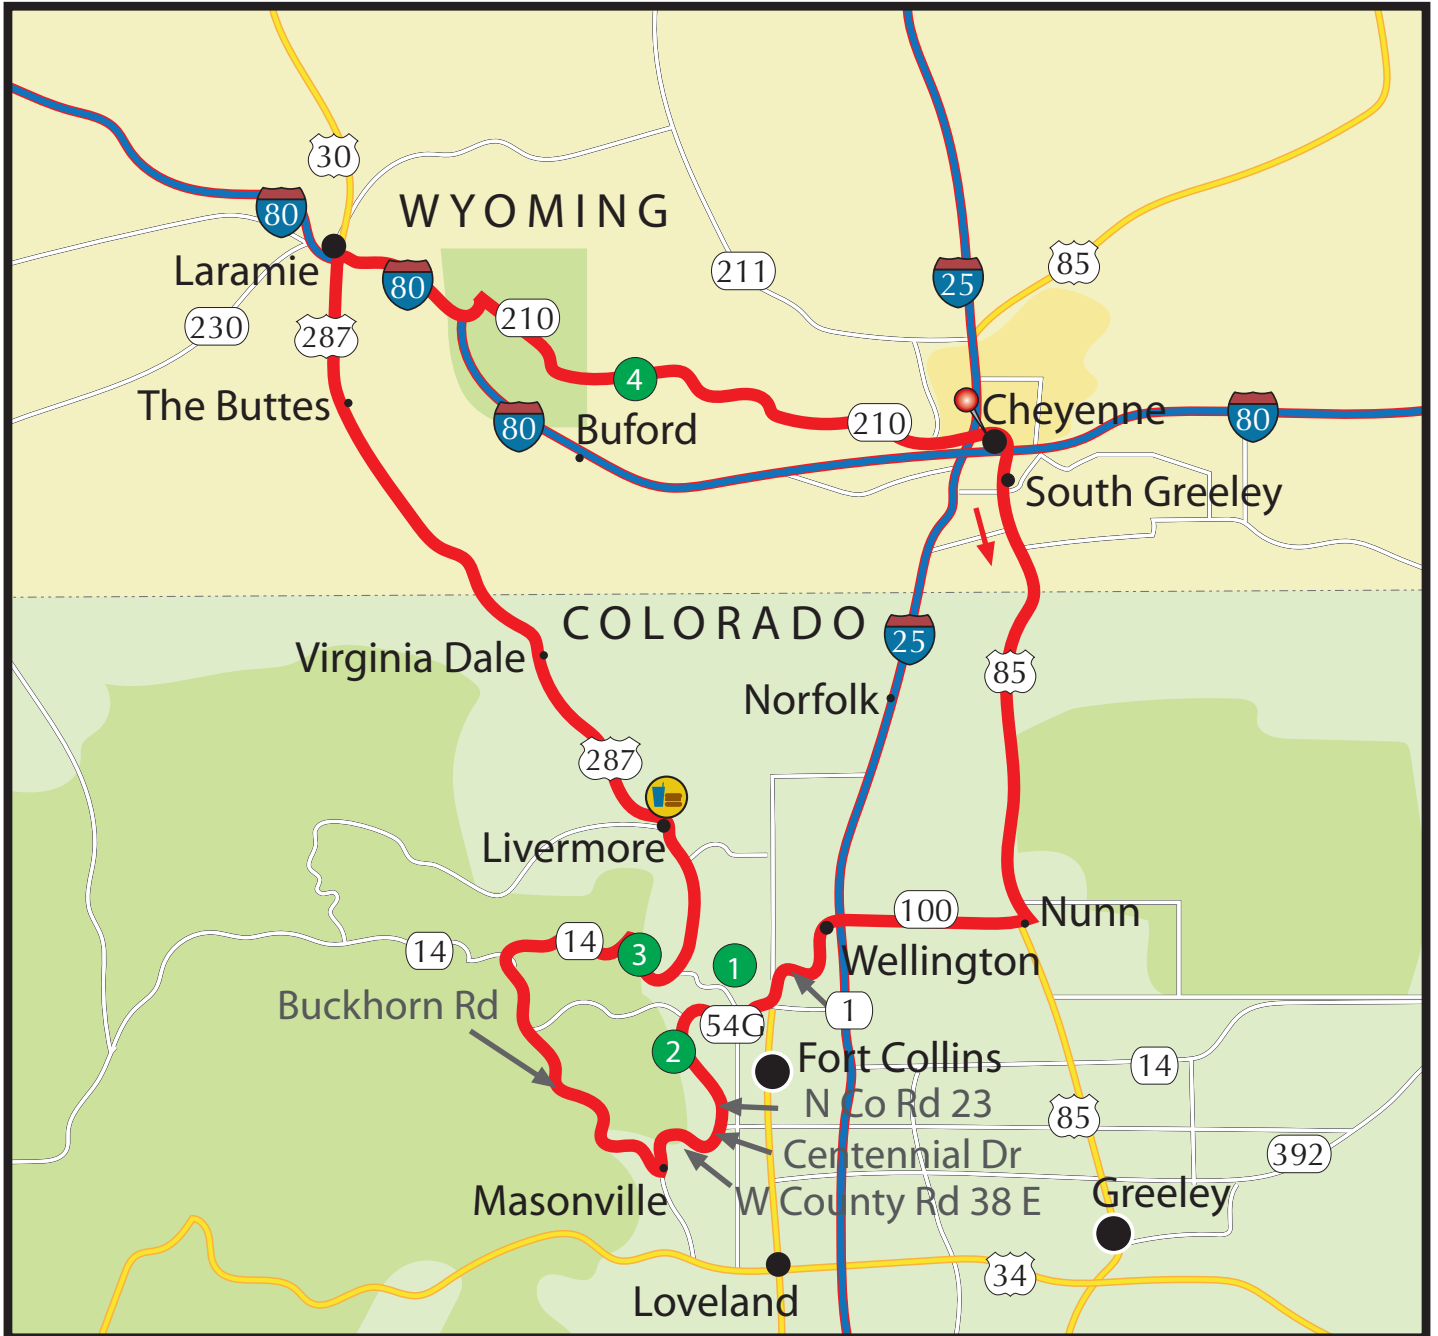 30
80
WYOMING
Laramie
80
211
25
85
230
287
210
The Buttes
4
80
Buford
210
Cheyenne
80
South Greeley
COLORADO
25
Virginia Dale
85
Norfolk
287
Livermore
100
Nunn
14
14
3
1
Wellington
Buckhorn Rd
54G
1
2
Fort Collins
14
N Co Rd 23
85
Centennial Dr
392
Masonville
W County Rd 38 E
Greeley
34
Loveland